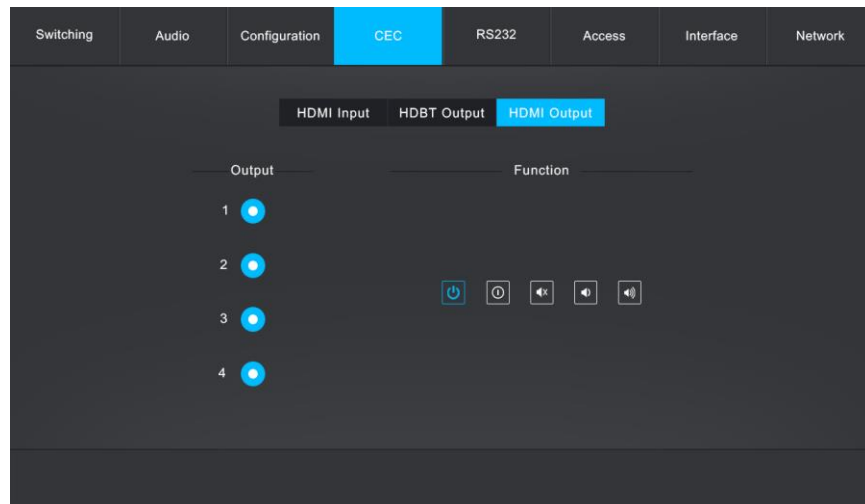 Switching Audio Configuration CEC RS232 Access Interface Network
HDMI Input HDBT Output HDMI Output
Output Function
1
2
3
4